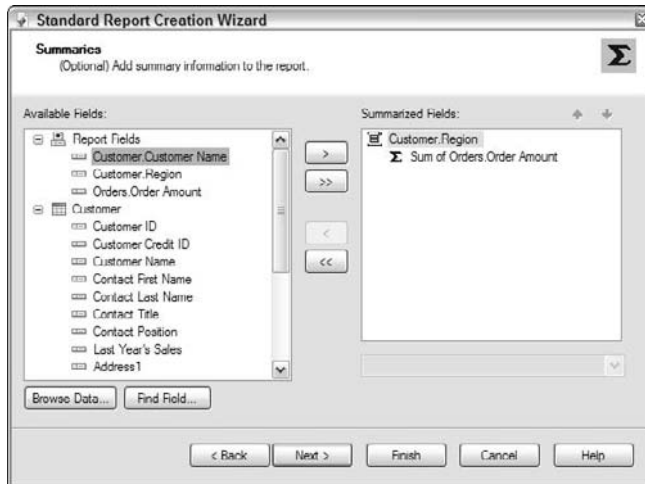 Standard Report Creation Wizard
Summaries
(Optional) Add summary information to the report.
Σ
Available Fields:
Report Fields
Customer.Customer Name
Customer.Region
Orders.Order Amount
Customer
Customer ID
Customer Credit ID
Customer Name
Contact First Name
Contact Last Name
Contact Title
Contact Position
Last Year's Sales
Address1
>
>>
<
<<
Summarized Fields:
Customer.Region
Σ Sum of Orders.Order Amount
Browse Data...
Find Field...
< Back
Next >
Finish
Cancel
Help